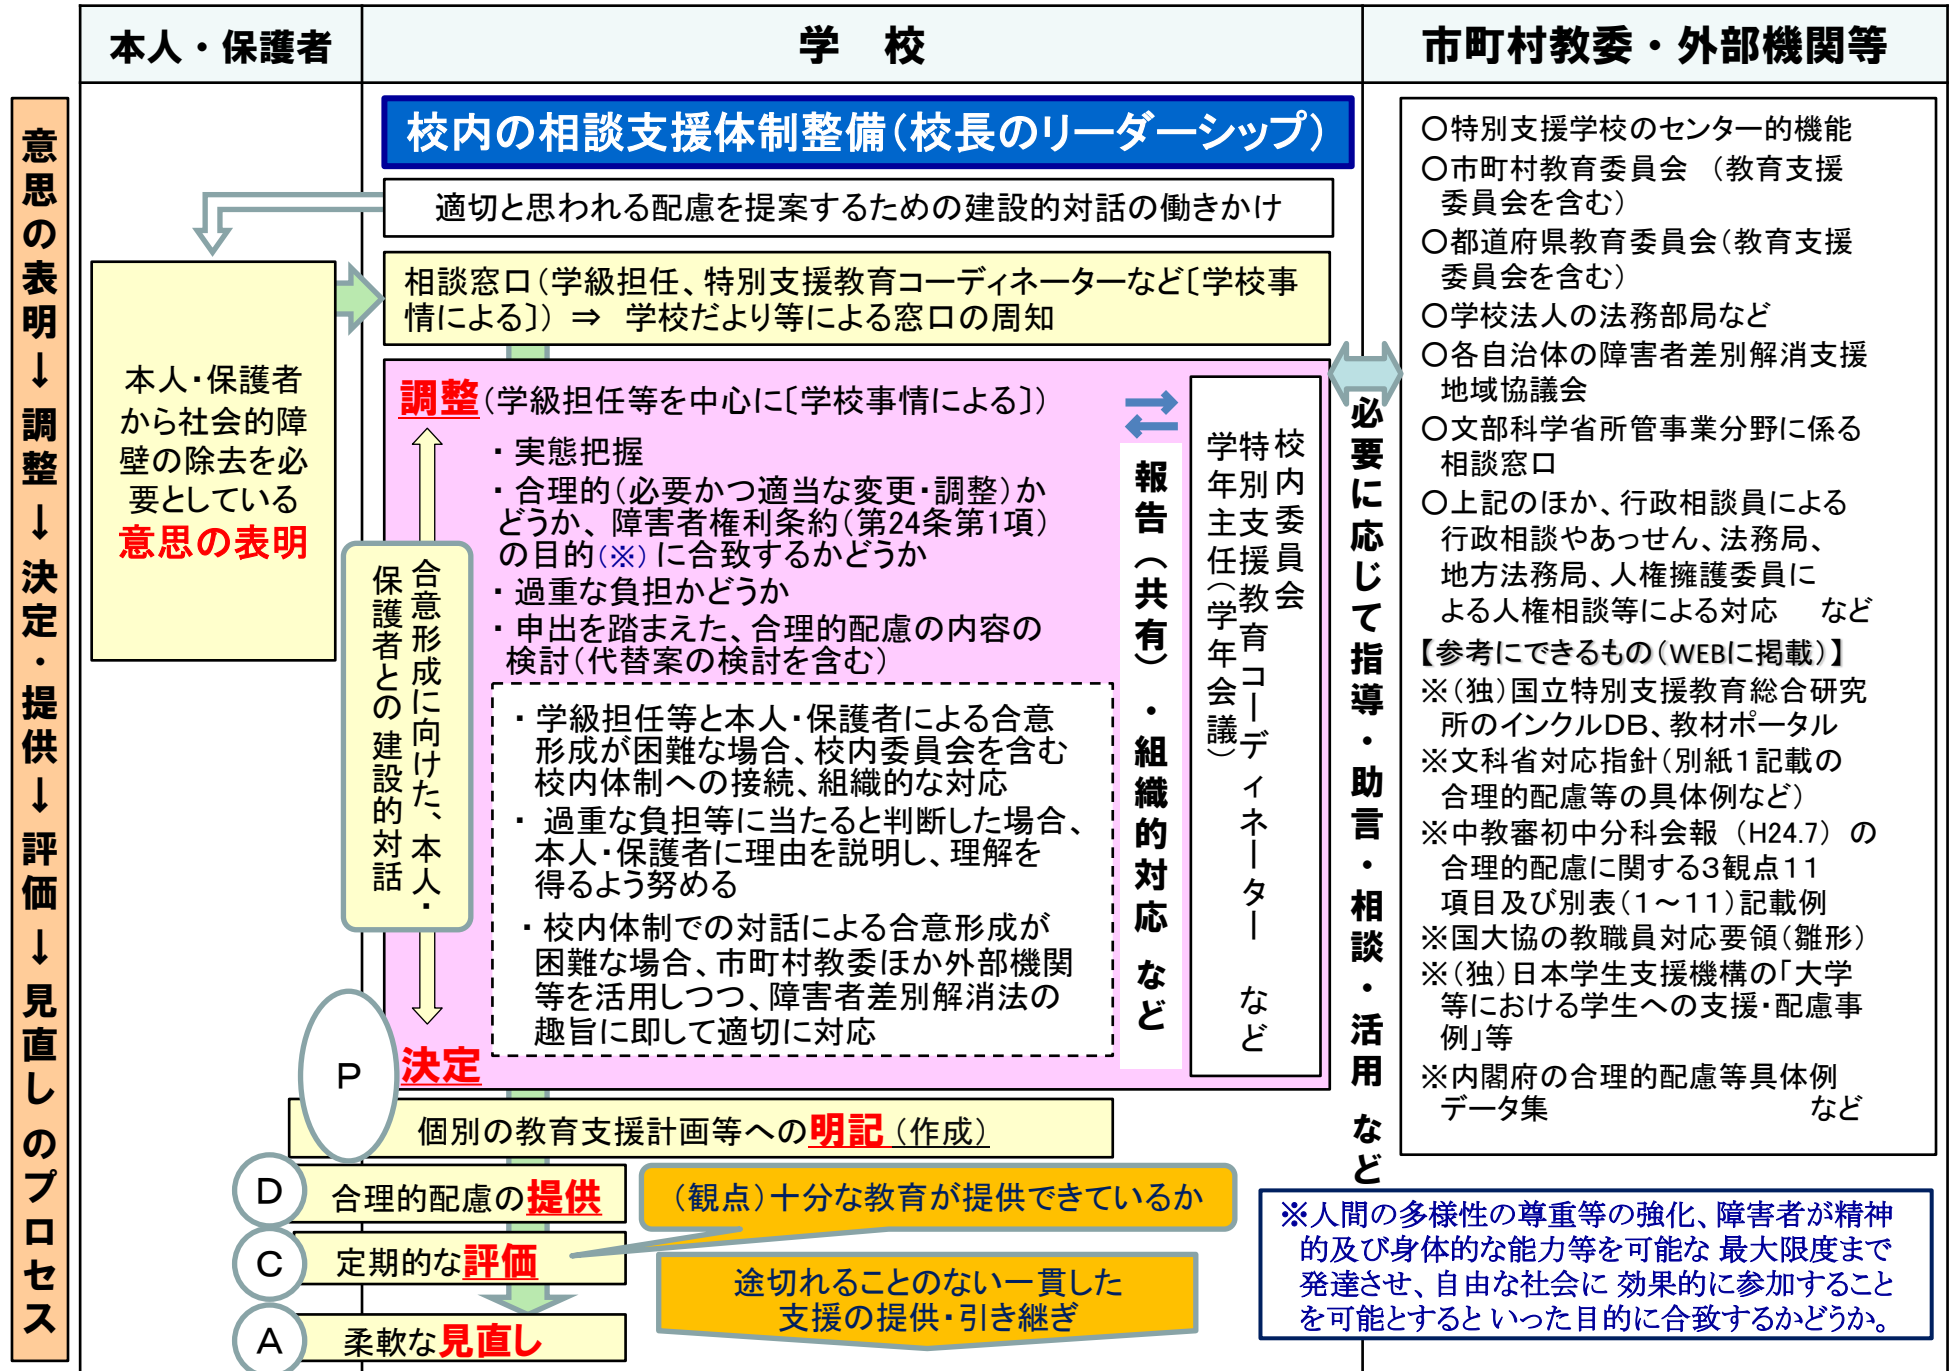 本人・保護者
学　校
市町村教委・外部機関等
意思の表明→調整→決定・提供→評価→見直しのプロセス
校内の相談支援体制整備（校長のリーダーシップ）
適切と思われる配慮を提案するための建設的対話の働きかけ
本人・保護者
から社会的障
壁の除去を必
要としている
意思の表明
相談窓口（学級担任、特別支援教育コーディネーターなど〔学校事
情による〕） ⇒ 学校だより等による窓口の周知
調整（学級担任等を中心に〔学校事情による〕）
・実態把握
・合理的（必要かつ適当な変更・調整）か
どうか、障害者権利条約（第24条第1項）
の目的（※）に合致するかどうか
・過重な負担かどうか
・申出を踏まえた、合理的配慮の内容の
検討（代替案の検討を含む）
・学級担任等と本人・保護者による合意
形成が困難な場合、校内委員会を含む
校内体制への接続、組織的な対応
・過重な負担等に当たると判断した場合、
本人・保護者に理由を説明し、理解を
得るよう努める
・校内体制での対話による合意形成が
困難な場合、市町村教委ほか外部機関
等を活用しつつ、障害者差別解消法の
趣旨に即して適切に対応
決定
合意形成に向けた、本人・
保護者との建設的対話
報告（共有）・組織的対応 など
校内委員会
特別支援教育コーディネーター など
学年主任（学年会議）
必要に応じて指導・助言・相談・活用 など
P
個別の教育支援計画等への明記（作成）
D
合理的配慮の提供
（観点）十分な教育が提供できているか
C
定期的な評価
途切れることのない一貫した
支援の提供・引き継ぎ
A
柔軟な見直し
〇特別支援学校のセンター的機能
〇市町村教育委員会 （教育支援
委員会を含む）
〇都道府県教育委員会（教育支援
委員会を含む）
〇学校法人の法務部局など
〇各自治体の障害者差別解消支援
地域協議会
〇文部科学省所管事業分野に係る
相談窓口
〇上記のほか、行政相談員による
行政相談やあっせん、法務局、
地方法務局、人権擁護委員に
よる人権相談等による対応 など
【参考にできるもの（WEBに掲載）】
※（独）国立特別支援教育総合研究
所のインクルDB、教材ポータル
※文科省対応指針（別紙1記載の
合理的配慮等の具体例など）
※中教審初中分科会報（H24.7）の
合理的配慮に関する3観点11
項目及び別表（1～11）記載例
※国大協の教職員対応要領（雛形）
※（独）日本学生支援機構の「大学
等における学生への支援・配慮事
例」等
※内閣府の合理的配慮等具体例
データ集 など
※人間の多様性の尊重等の強化、障害者が精神
的及び身体的な能力等を可能な 最大限度まで
発達させ、自由な社会に 効果的に参加すること
を可能とするといった目的に合致するかどうか。